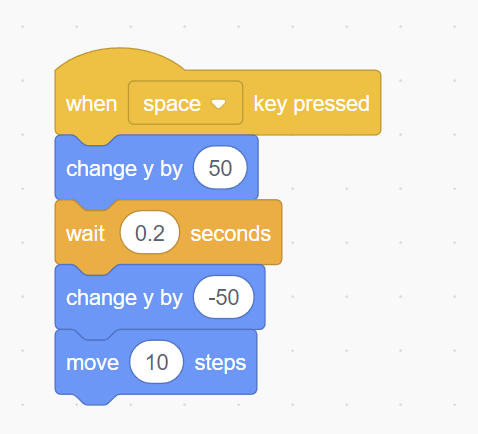 when space key pressed
change y by 50
wait 0.2 seconds
change y by -50
move 10 steps